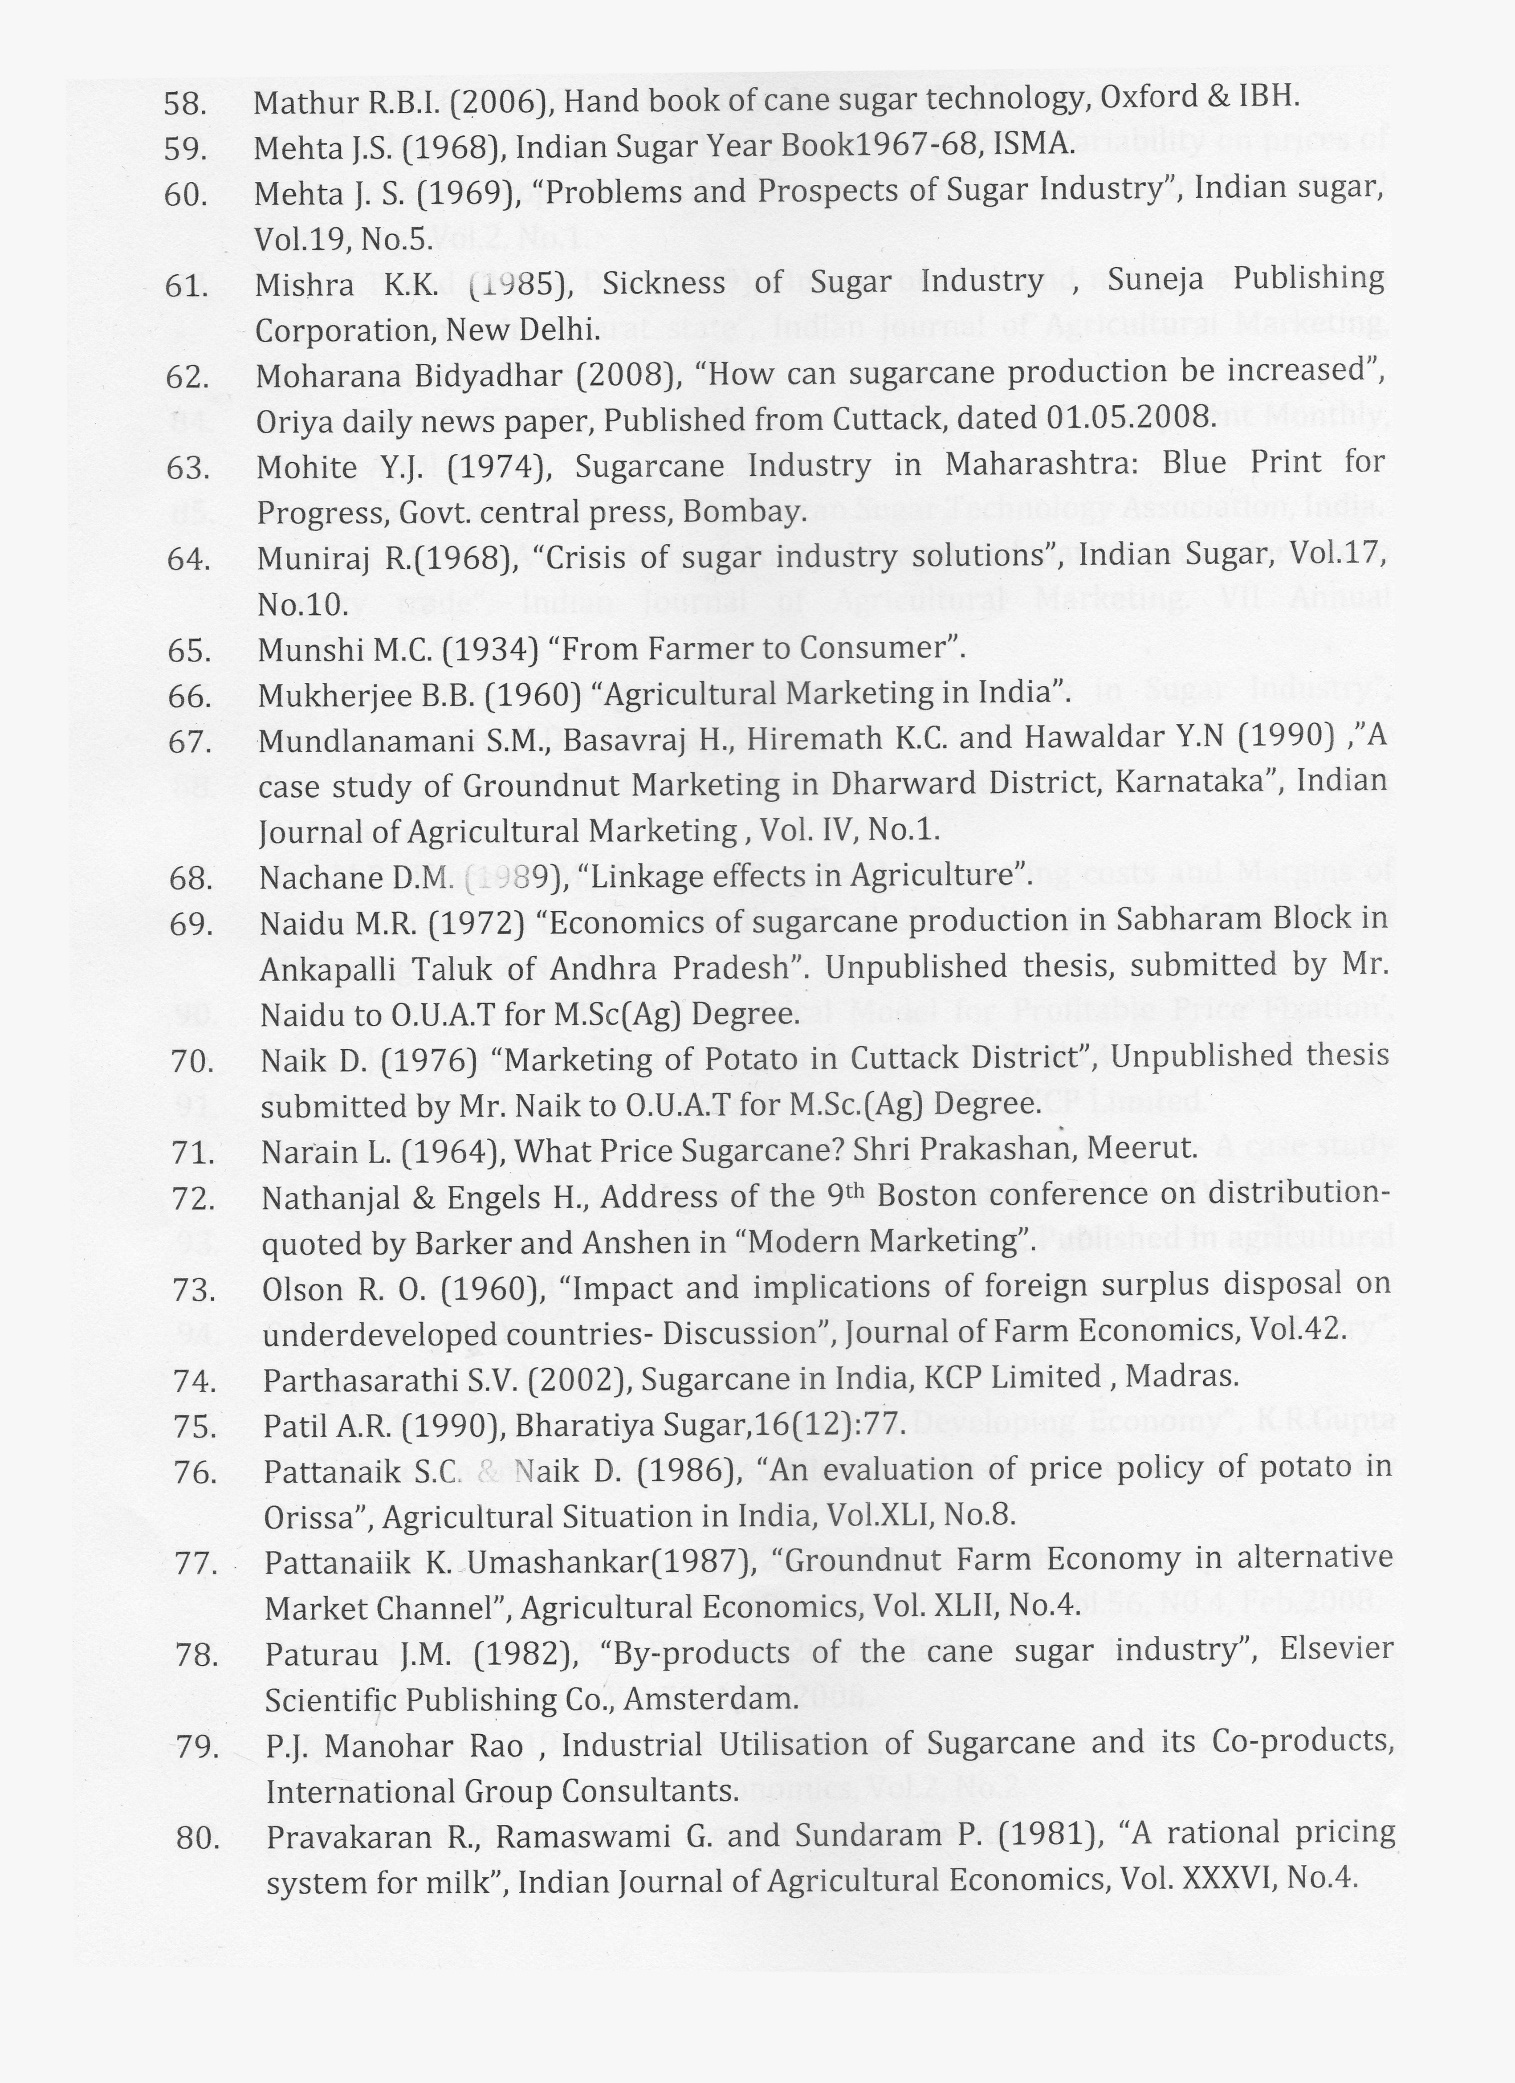 58. Mathur R.B.I. (2006), Hand book of cane sugar technology, Oxford & IBH.
59. Mehta J.S. (1968), Indian Sugar Year Book1967-68, ISMA.
60. Mehta J. S. (1969), “Problems and Prospects of Sugar Industry”, Indian sugar,
Vol.19, No.5.
61. Mishra K.K. (1985), Sickness of Sugar Industry , Suneja Publishing
Corporation, New Delhi.
62. Moharana Bidyadhar (2008), “How can sugarcane production be increased”,
Oriya daily news paper, Published from Cuttack, dated 01.05.2008.
63. Mohite Y.J. (1974), Sugarcane Industry in Maharashtra: Blue Print for
Progress, Govt. central press, Bombay.
64. Muniraj R.(1968), “Crisis of sugar industry solutions”, Indian Sugar, Vol.17,
No.10.
65. Munshi M.C. (1934) “From Farmer to Consumer”.
66. Mukherjee B.B. (1960) “Agricultural Marketing in India”.
67. Mundlanamani S.M., Basavraj H., Hiremath K.C. and Hawaldar Y.N (1990) ,”A
case study of Groundnut Marketing in Dharward District, Karnataka”, Indian
Journal of Agricultural Marketing , Vol. IV, No.1.
68. Nachane D.M. (1989), “Linkage effects in Agriculture”.
69. Naidu M.R. (1972) “Economics of sugarcane production in Sabharam Block in
Ankapalli Taluk of Andhra Pradesh”. Unpublished thesis, submitted by Mr.
Naidu to O.U.A.T for M.Sc(Ag) Degree.
70. Naik D. (1976) “Marketing of Potato in Cuttack District”, Unpublished thesis
submitted by Mr. Naik to O.U.A.T for M.Sc.(Ag) Degree.
71. Narain L. (1964), What Price Sugarcane? Shri Prakashan, Meerut.
72. Nathanjal & Engels H., Address of the 9th Boston conference on distribution-
quoted by Barker and Anshen in “Modern Marketing”.
73. Olson R. O. (1960), “Impact and implications of foreign surplus disposal on
underdeveloped countries- Discussion”, Journal of Farm Economics, Vol.42.
74. Parthasarathi S.V. (2002), Sugarcane in India, KCP Limited , Madras.
75. Patil A.R. (1990), Bharatiya Sugar,16(12):77.
76. Pattanaik S.C. & Naik D. (1986), “An evaluation of price policy of potato in
Orissa”, Agricultural Situation in India, Vol.XLI, No.8.
77. Pattanaiik K. Umashankar(1987), “Groundnut Farm Economy in alternative
Market Channel”, Agricultural Economics, Vol. XLII, No.4.
78. Paturau J.M. (1982), “By-products of the cane sugar industry”, Elsevier
Scientific Publishing Co., Amsterdam.
79. P.J. Manohar Rao , Industrial Utilisation of Sugarcane and its Co-products,
International Group Consultants.
80. Pravakaran R., Ramaswami G. and Sundaram P. (1981), “A rational pricing
system for milk”, Indian Journal of Agricultural Economics, Vol. XXXVI, No.4.